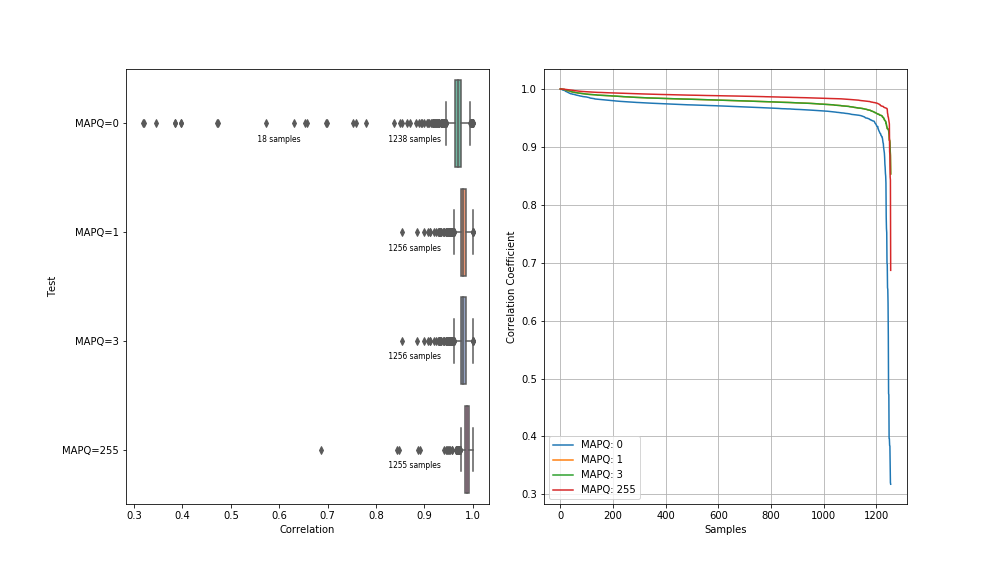 Test
MAPQ=0
MAPQ=1
MAPQ=3
MAPQ=255
18 samples
1238 samples
1256 samples
1256 samples
1255 samples
0.3 0.4 0.5 0.6 0.7 0.8 0.9 1.0
Correlation
Correlation Coefficient
1.0
0.9
0.8
0.7
0.6
0.5
0.4
0.3
MAPQ: 0
MAPQ: 1
MAPQ: 3
MAPQ: 255
0 200 400 600 800 1000 1200
Samples